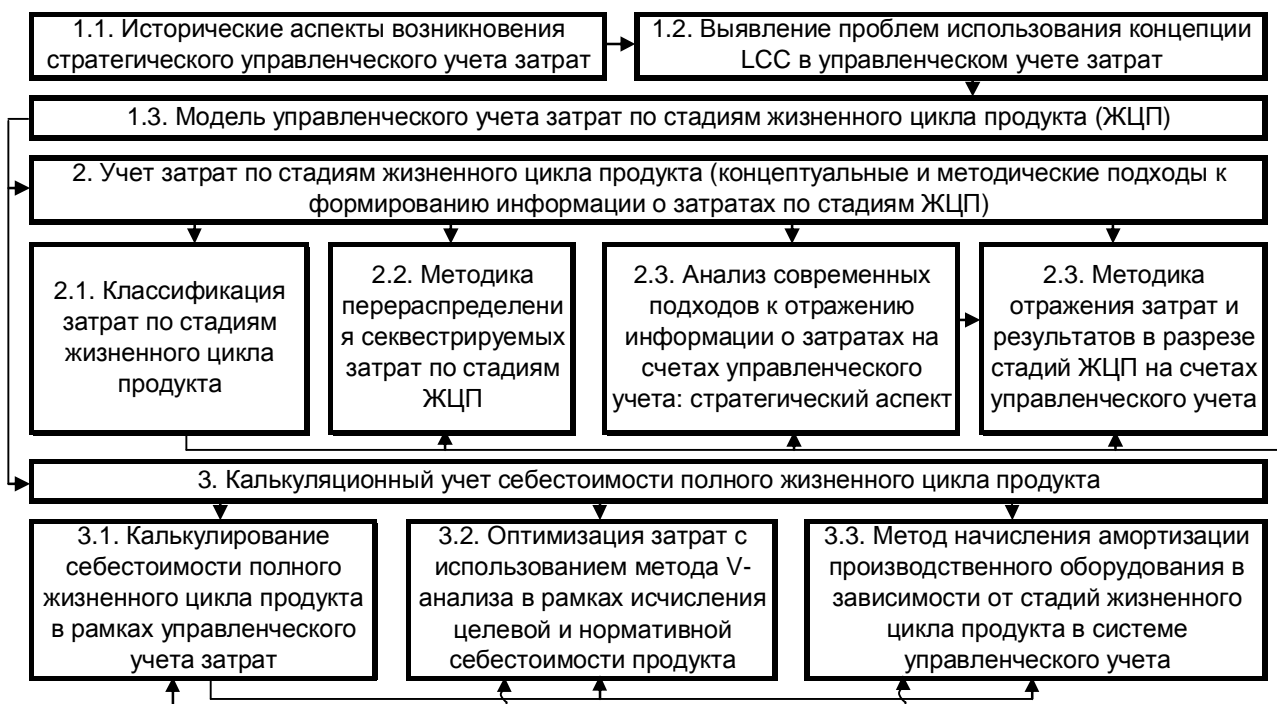 1.1. Исторические аспекты возникновения
стратегического управленческого учета затрат
1.2. Выявление проблем использования концепции
LCC в управленческом учете затрат
1.3. Модель управленческого учета затрат по стадиям жизненного цикла продукта (ЖЦП)
2. Учет затрат по стадиям жизненного цикла продукта (концептуальные и методические подходы к
формированию информации о затратах по стадиям ЖЦП)
2.1. Классификация
затрат по стадиям
жизненного цикла
продукта
2.2. Методика
перераспределени
я секвестрируемых
затрат по стадиям
ЖЦП
2.3. Анализ современных
подходов к отражению
информации о затратах на
счетах управленческого
учета: стратегический аспект
2.3. Методика
отражения затрат и
результатов в разрезе
стадий ЖЦП на счетах
управленческого учета
3. Калькуляционный учет себестоимости полного жизненного цикла продукта
3.1. Калькулирование
себестоимости полного
жизненного цикла продукта
в рамках управленческого
учета затрат
3.2. Оптимизация затрат с
использованием метода V-
анализа в рамках исчисления
целевой и нормативной
себестоимости продукта
3.3. Метод начисления амортизации
производственного оборудования в
зависимости от стадий жизненного
цикла продукта в системе
управленческого учета